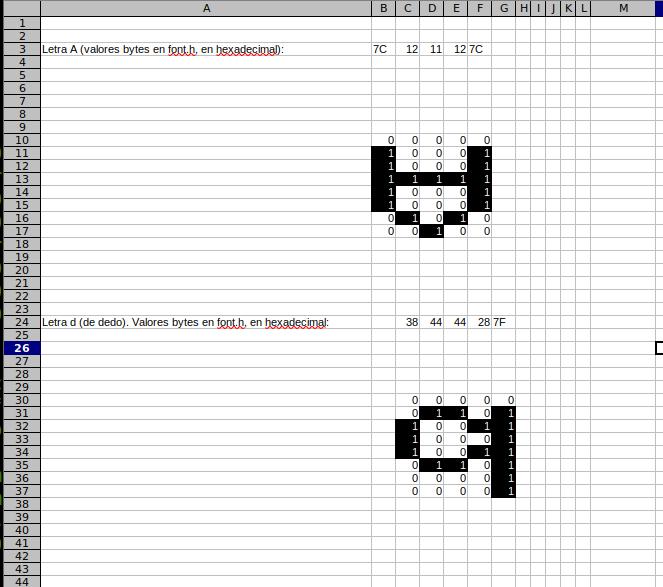 A B C D E F G H I J K L M
1
2
3 Letra A (valores bytes en font.h, en hexadecimal): 7C 12 11 12 7C
4
5
6
7
8
9
10 0 0 0 0 0
11 1 0 0 0 1
12 1 0 0 0 1
13 1 1 1 1 1
14 1 0 0 0 1
15 1 0 0 0 1
16 0 1 0 1 0
17 0 0 1 0 0
18
19
20
21
22
23
24 Letra d (de dedo). Valores bytes en font.h, en hexadecimal: 38 44 44 28 7F
25
26
27
28
29
30 0 0 0 0 0
31 0 1 1 0 1
32 1 0 0 1 1
33 1 0 0 0 1
34 1 0 0 1 1
35 0 1 1 0 1
36 0 0 0 0 1
37 0 0 0 0 1
38
39
40
41
42
43
44